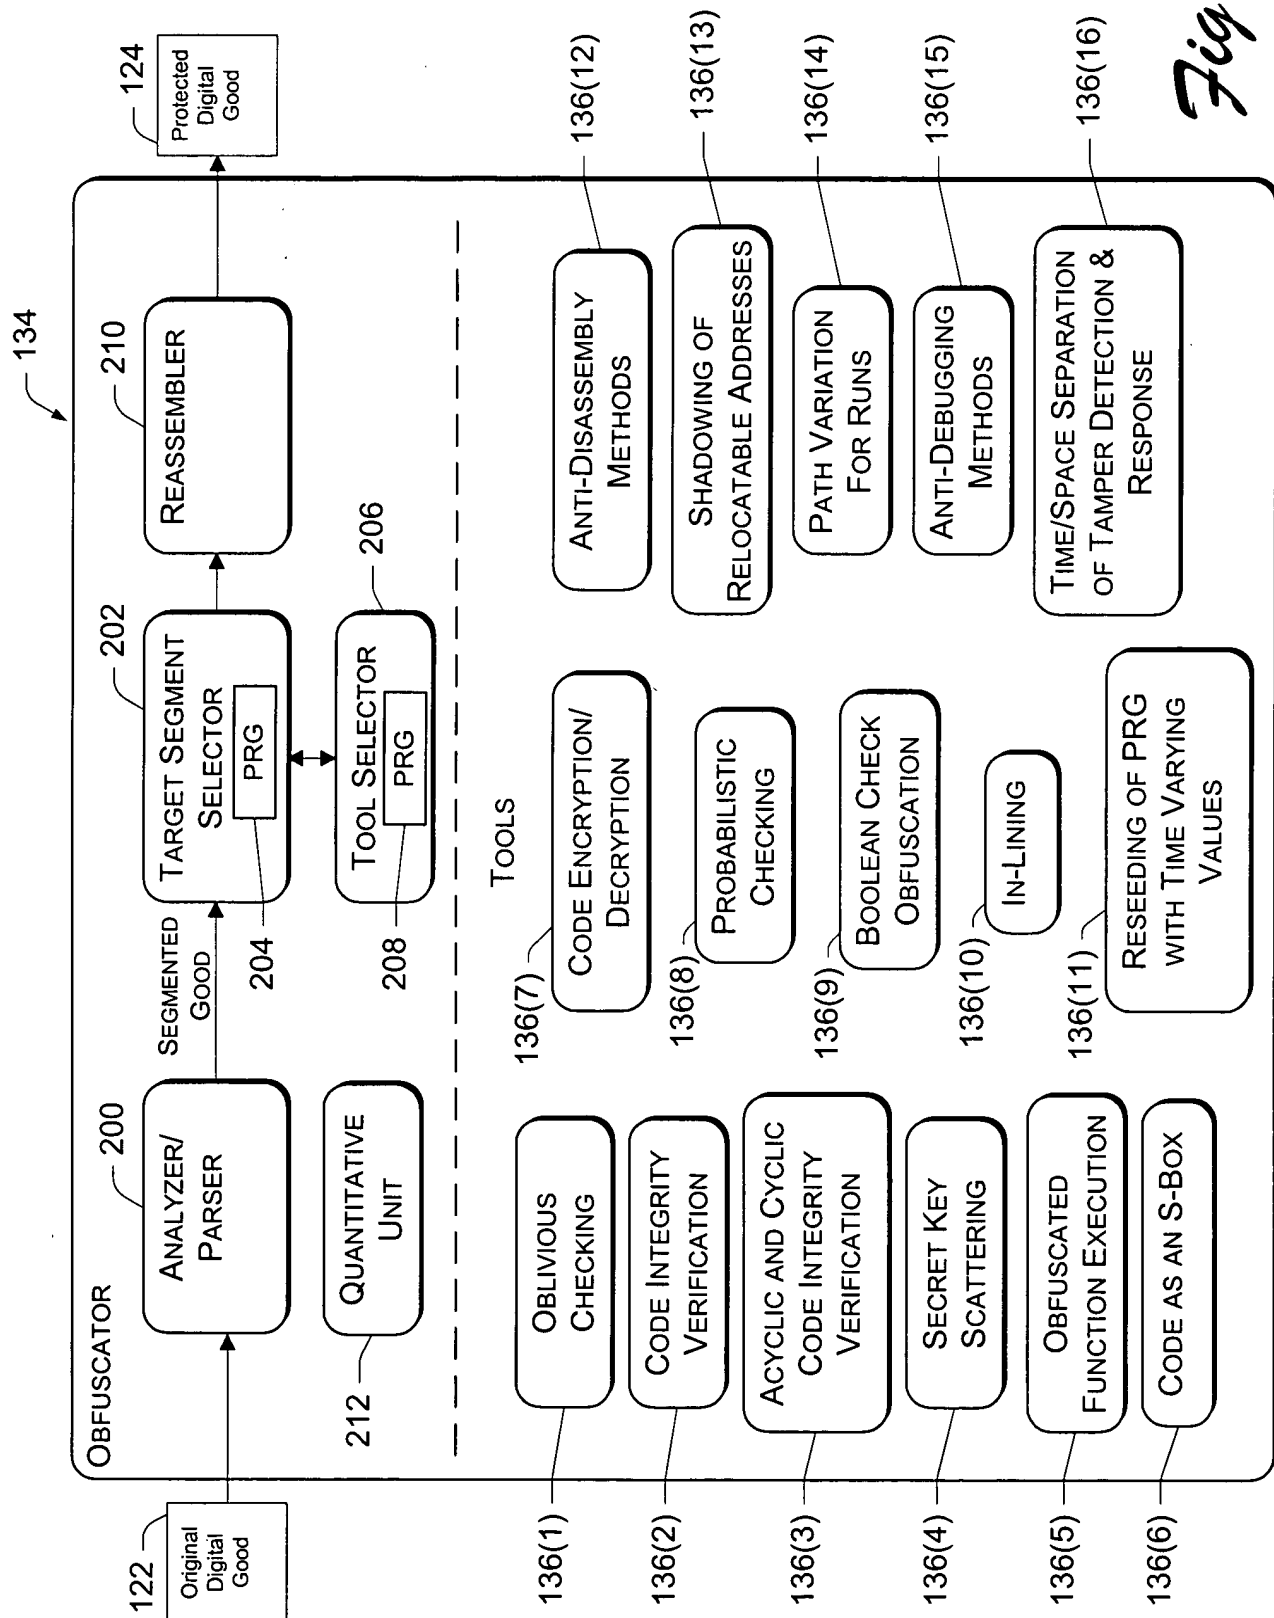 134
OBFUSCATOR
122
Original
Digital
Good
200
ANALYZER/
PARSER
SEGMENTED
GOOD
202
TARGET SEGMENT
SELECTOR
PRG
204
210
REASSEMBLER
124
Protected
Digital
Good
212
QUANTITATIVE
UNIT
206
TOOL SELECTOR
PRG
208
TOOLS
136(1)
OBLIVIOUS
CHECKING
136(2)
CODE INTEGRITY
VERIFICATION
136(3)
ACYCLIC AND CYCLIC
CODE INTEGRITY
VERIFICATION
136(4)
SECRET KEY
SCATTERING
136(5)
OBFUSCATED
FUNCTION EXECUTION
136(6)
CODE AS AN S-BOX
136(7)
CODE ENCRYPTION/
DECRYPTION
136(8)
PROBABILISTIC
CHECKING
136(9)
BOOLEAN CHECK
OBFUSCATION
136(10)
IN-LINING
136(11)
RESEEDING OF PRG
WITH TIME VARYING
VALUES
136(12)
ANTI-DISASSEMBLY
METHODS
136(13)
SHADOWING OF
RELOCATABLE ADDRESSES
136(14)
PATH VARIATION
FOR RUNS
136(15)
ANTI-DEBUGGING
METHODS
136(16)
TIME/SPACE SEPARATION
OF TAMPER DETECTION &
RESPONSE
Fig